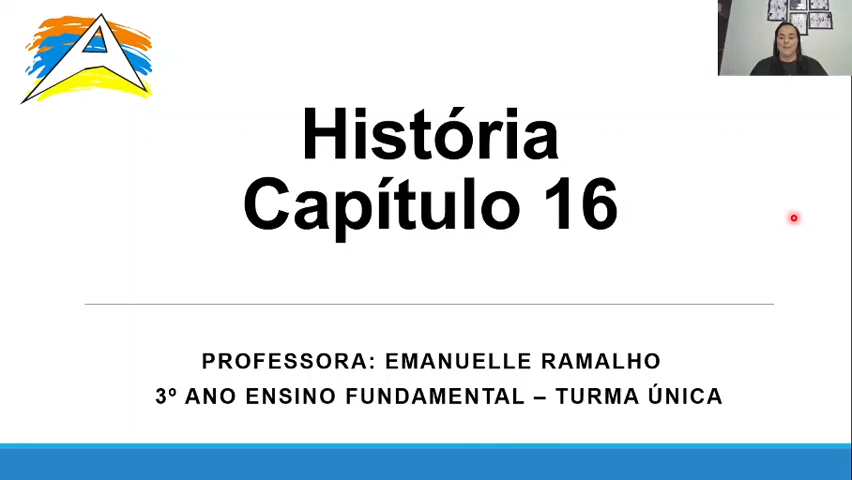 História
Capítulo 16
PROFESSORA: EMANUELLE RAMALHO
3º ANO ENSINO FUNDAMENTAL – TURMA ÚNICA